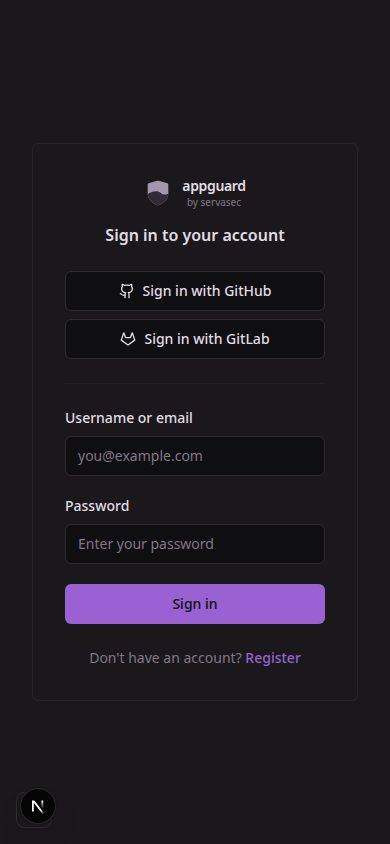 appguard
by servasec
Sign in to your account
Sign in with GitHub
Sign in with GitLab
Username or email
you@example.com
Password
Enter your password
Sign in
Don't have an account? Register
N